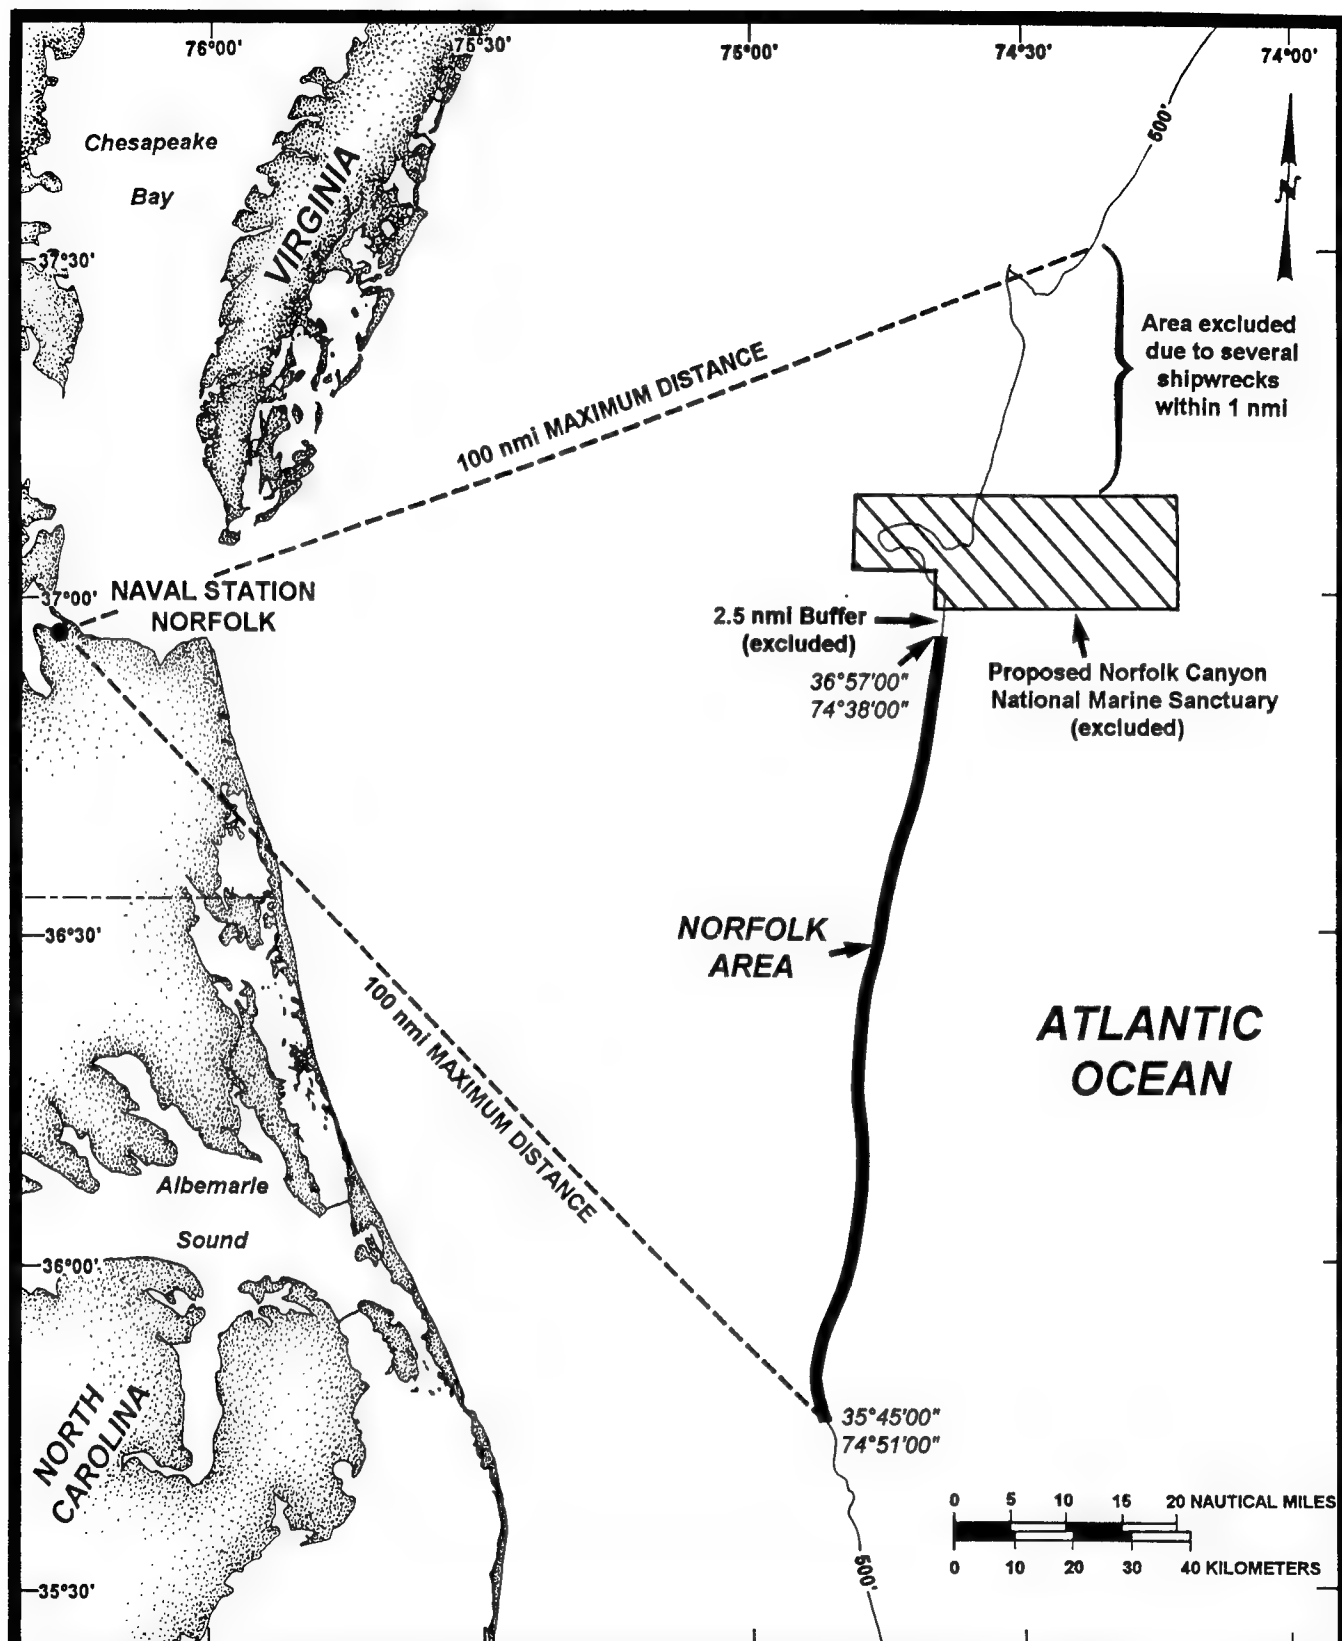 76°00'
75°30'
75°00'
74°30'
74°00'
500'
Chesapeake
Bay
VIRGINIA
N
37°30'
Area excluded
due to several
shipwrecks
within 1 nmi
100 nmi MAXIMUM DISTANCE
37°00'
NAVAL STATION
NORFOLK
2.5 nmi Buffer
(excluded)
36°57'00"
74°38'00"
Proposed Norfolk Canyon
National Marine Sanctuary
(excluded)
NORFOLK
AREA
36°30'
100 nmi MAXIMUM DISTANCE
ATLANTIC
OCEAN
Albemarle
Sound
36°00'
NORTH
CAROLINA
35°45'00"
74°51'00"
0 5 10 15 20 NAUTICAL MILES
0 10 20 30 40 KILOMETERS
35°30'
500'